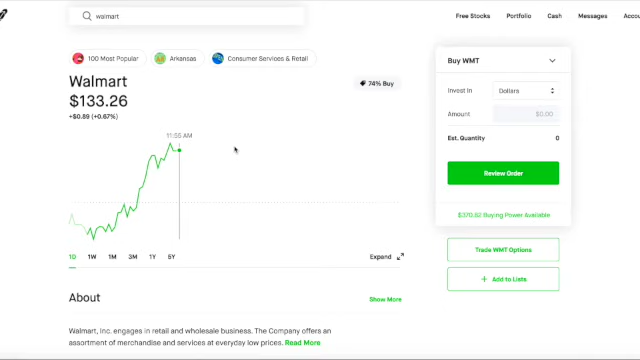 walmart
Free Stocks
Portfolio
Cash
Messages
Accou
100 Most Popular
Arkansas
Consumer Services & Retail
Walmart
$133.26
+$0.89 (+0.67%)
74% Buy
11:55 AM
1D
1W
1M
3M
1Y
5Y
Expand
About
Show More
Walmart, Inc. engages in retail and wholesale business. The Company offers an
assortment of merchandise and services at everyday low prices. Read More
Buy WMT
Invest In
Dollars
Amount
$0.00
Est. Quantity
0
Review Order
$370.62 Buying Power Available
Trade WMT Options
+ Add to Lists